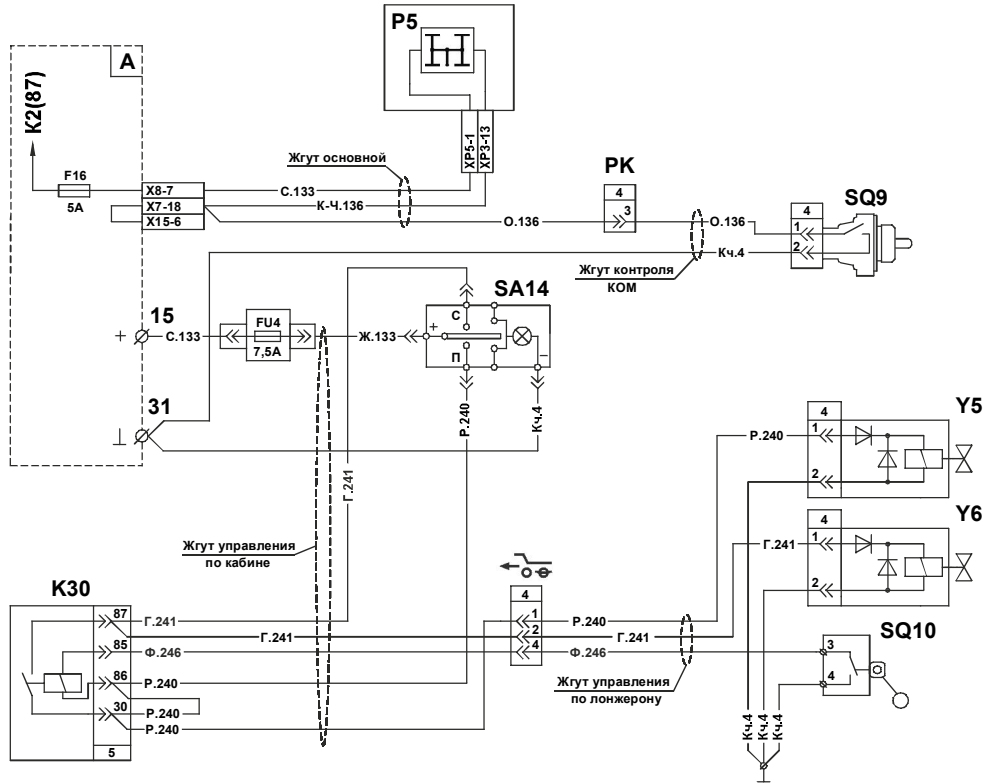 P5
A
К2(87)
XP5-1
XP3-13
Жгут основной
F16
5А
X8-7
X7-18
X15-6
С.133
К-Ч.136
О.136
РК
4
3
О.136
SQ9
4
1
2
Кч.4
Жгут контроля
КОМ
SA14
15
+
С.133
FU4
7,5А
Ж.133
+
С
П
–
31
Р.240
Кч.4
Г.241
Y5
4
1
2
Р.240
Y6
4
1
2
Г.241
Жгут управления
по кабине
K30
87
85
86
30
5
Г.241
Г.241
Ф.246
Р.240
Р.240
Р.240
4
1
2
4
Р.240
Г.241
Ф.246
Жгут управления
по лонжерону
SQ10
3
4
Кч.4
Кч.4
Кч.4